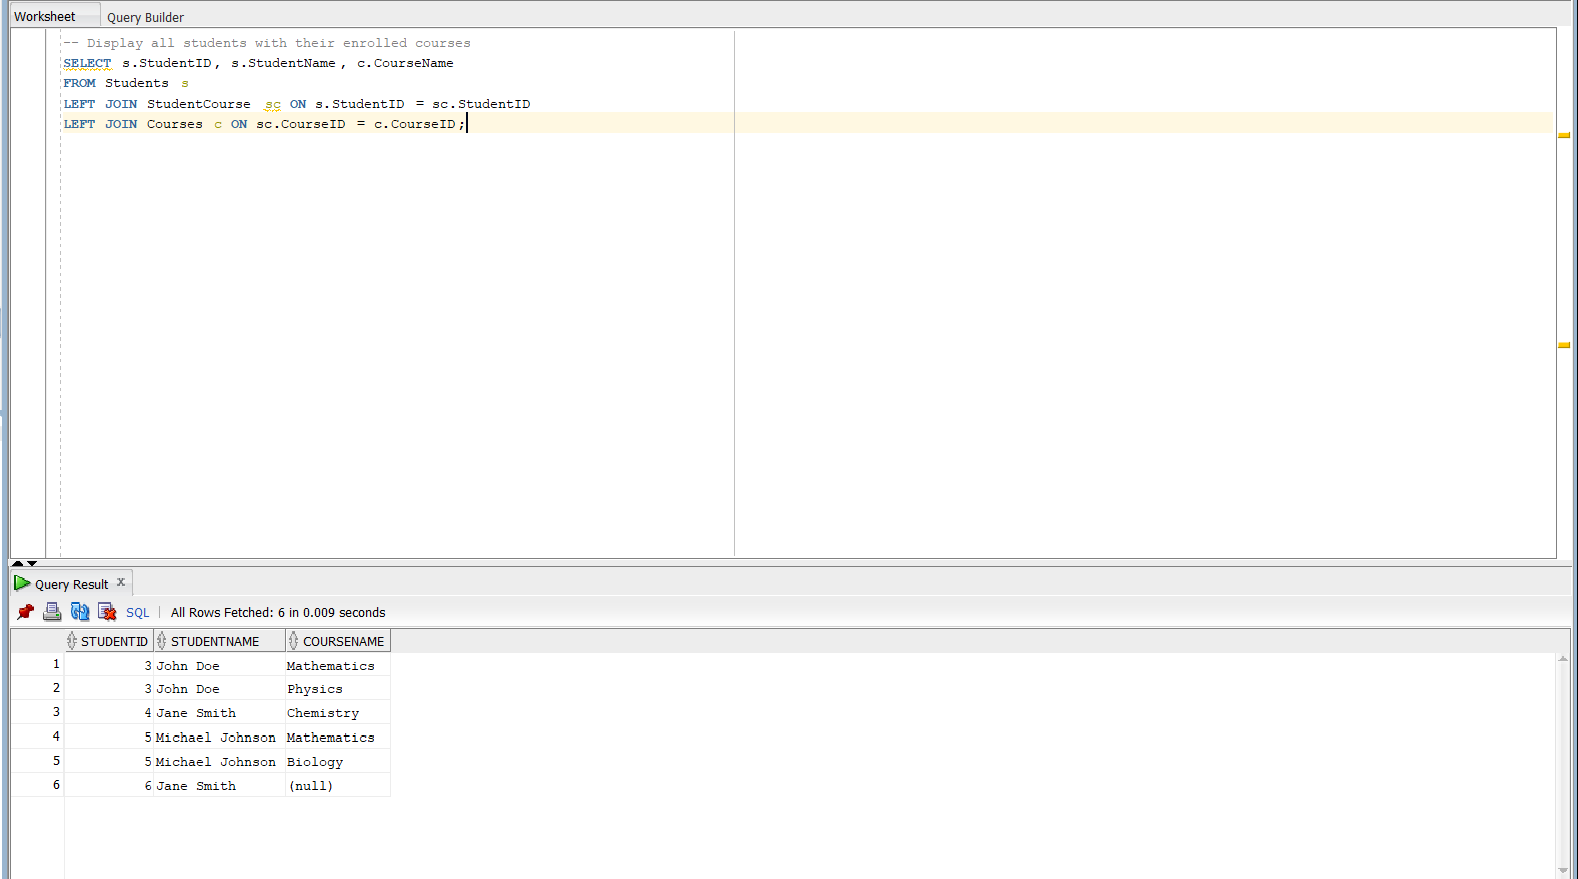 Worksheet Query Builder
-- Display all students with their enrolled courses
SELECT s.StudentID, s.StudentName, c.CourseName
FROM Students s
LEFT JOIN StudentCourse sc ON s.StudentID = sc.StudentID
LEFT JOIN Courses c ON sc.CourseID = c.CourseID;
Query Result x
SQL | All Rows Fetched: 6 in 0.009 seconds
STUDENTID STUDENTNAME COURSENAME
1 3 John Doe Mathematics
2 3 John Doe Physics
3 4 Jane Smith Chemistry
4 5 Michael Johnson Mathematics
5 5 Michael Johnson Biology
6 6 Jane Smith (null)